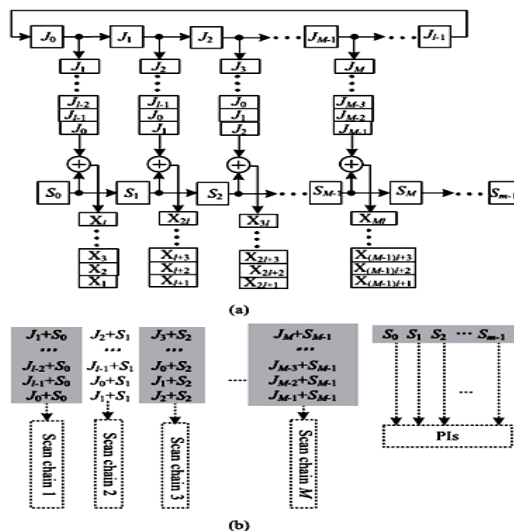 J0 J1 J2 ... JM-1 ... Jl-1
J1 J2 J3 JM
... ... ... ...
Jl-2 Jl-1 J0 JM-3
Jl-1 J0 J1 JM-2
J0 J1 J2 JM-1
+ + + +
S0 S1 S2 ... SM-1 SM ... Sm-1
Xl X2l X3l XMl
... ... ... ...
X3 Xl+3 X2l+3 X(M-1)l+3
X2 Xl+2 X2l+2 X(M-1)l+2
X1 Xl+1 X2l+1 X(M-1)l+1
(a)
J1+S0 J2+S1 J3+S2 JM+SM-1 S0 S1 S2 ... Sm-1
... ... ... ...
Jl-2+S0 Jl-1+S1 J0+S2 JM-3+SM-1
Jl-1+S0 J0+S1 J1+S2 ... JM-2+SM-1 ...
J0+S0 J1+S1 J2+S2 JM-1+SM-1
Scan chain 1
Scan chain 2
Scan chain 3
Scan chain M
PIs
(b)